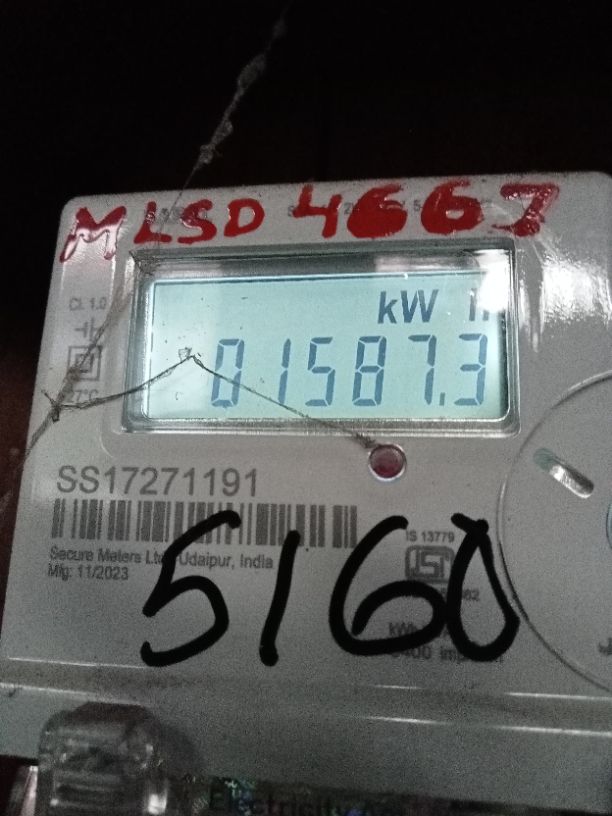 MLSD 4667
Cl. 1.0
kW h
01587.3
27°C
SS17271191
IS 13779
Secure Meters Ltd. Udaipur, India
Mfg: 11/2023
5160
Electricity